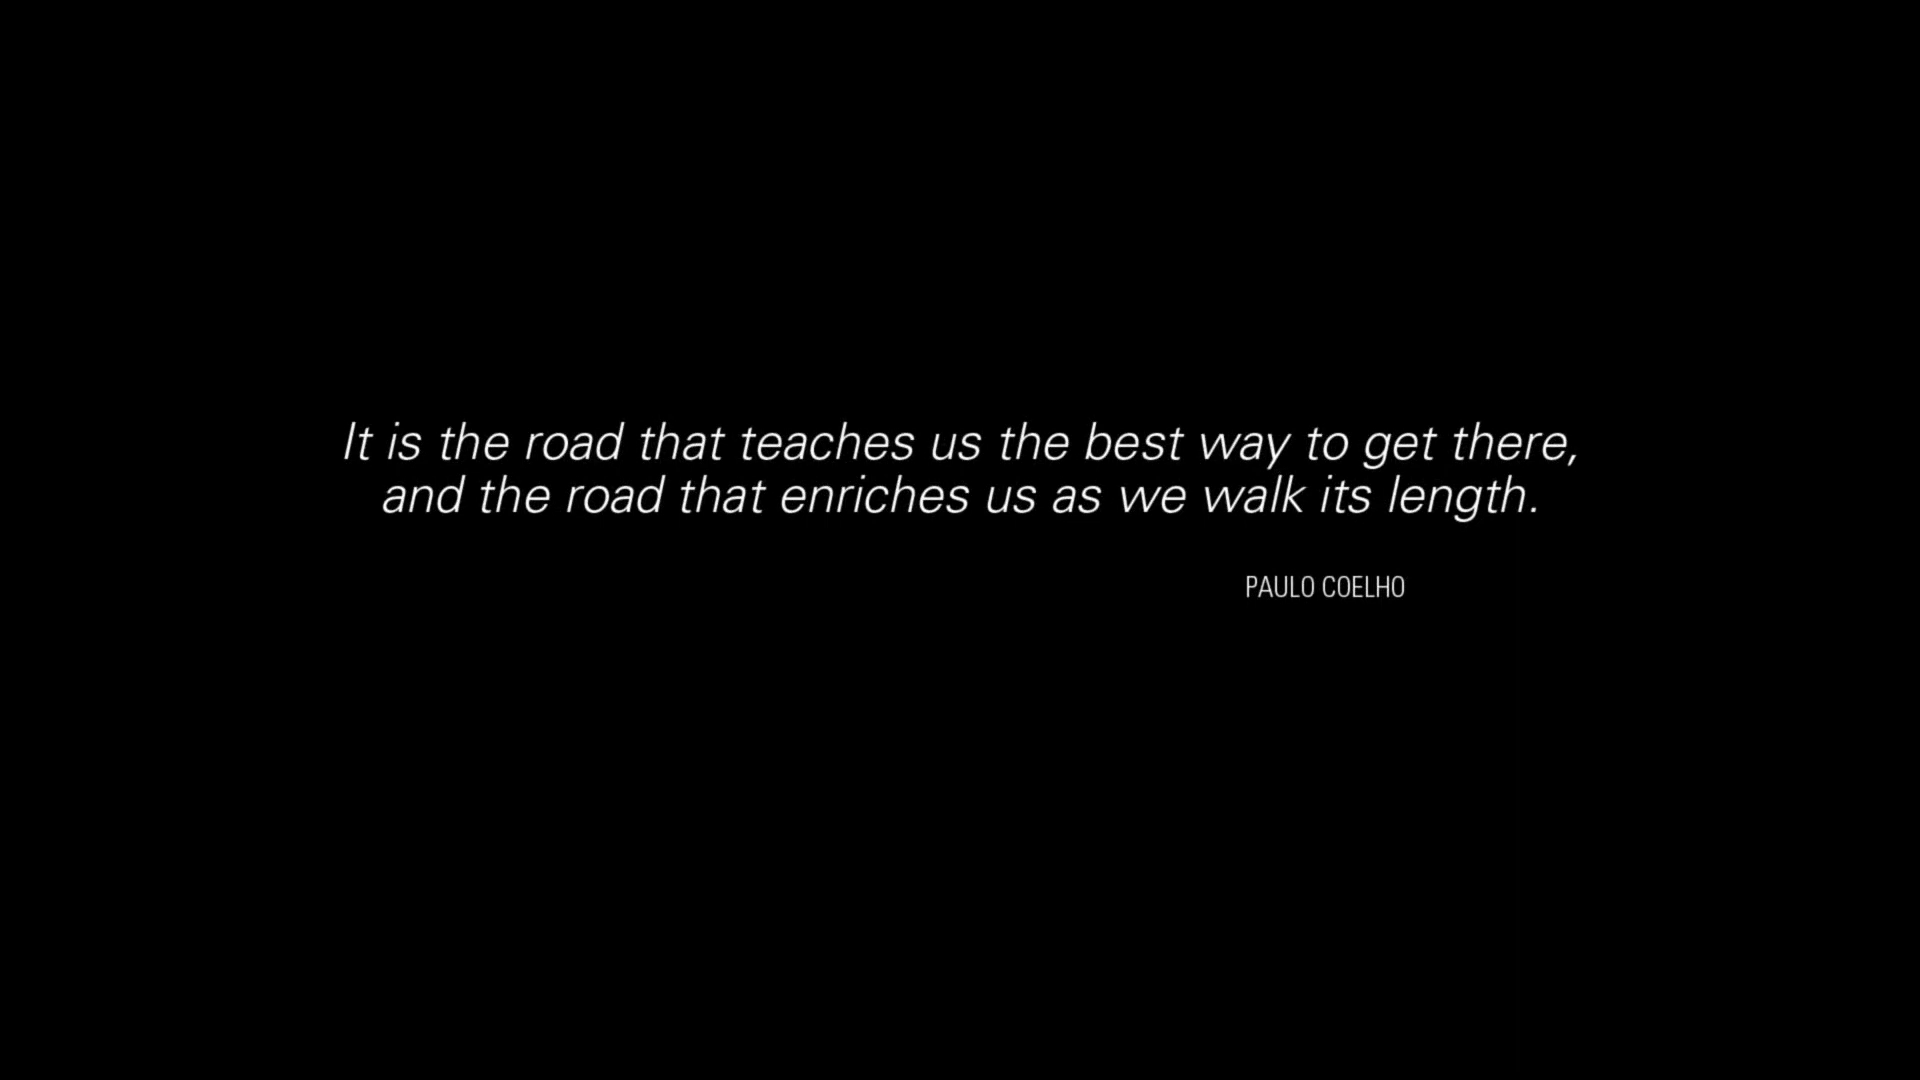 It is the road that teaches us the best way to get there,
and the road that enriches us as we walk its length.
PAULO COELHO